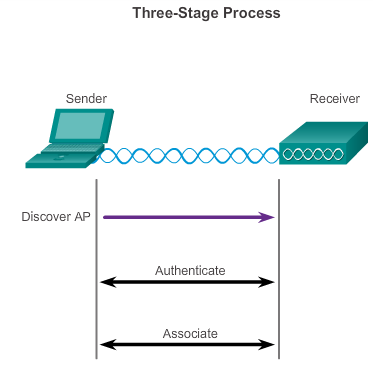 Three-Stage Process
Sender
Receiver
Discover AP
Authenticate
Associate